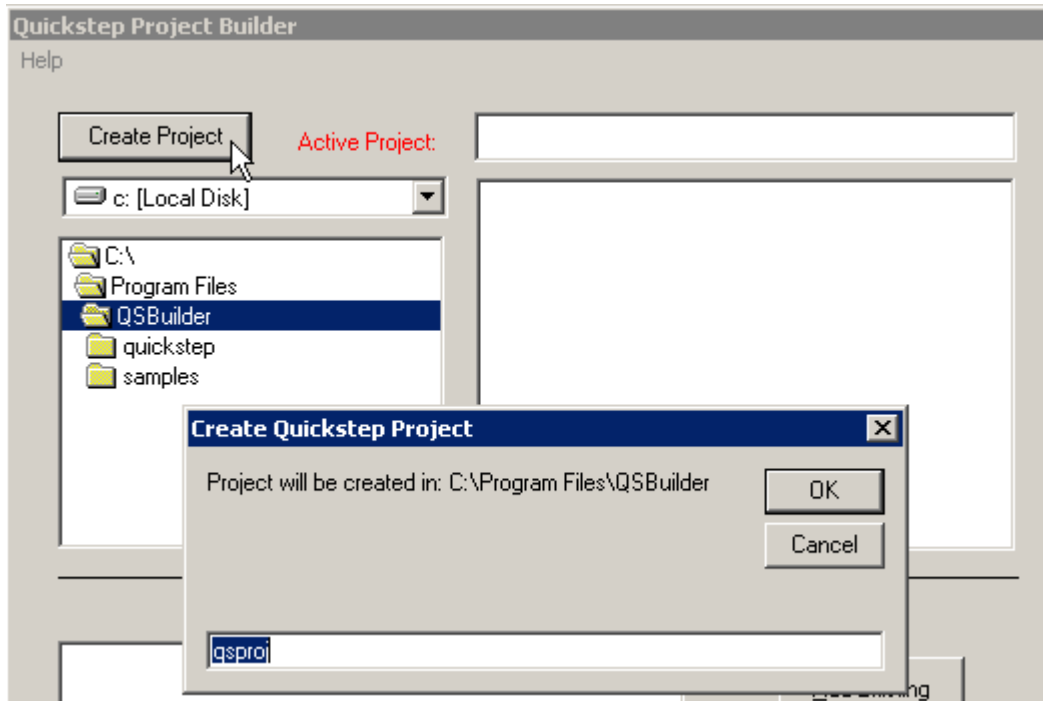 Quickstep Project Builder
Help
Create Project
Active Project:
c: [Local Disk]
C:\
Program Files
QSBuilder
quickstep
samples
Create Quickstep Project
Project will be created in: C:\Program Files\QSBuilder
OK
Cancel
qsproj